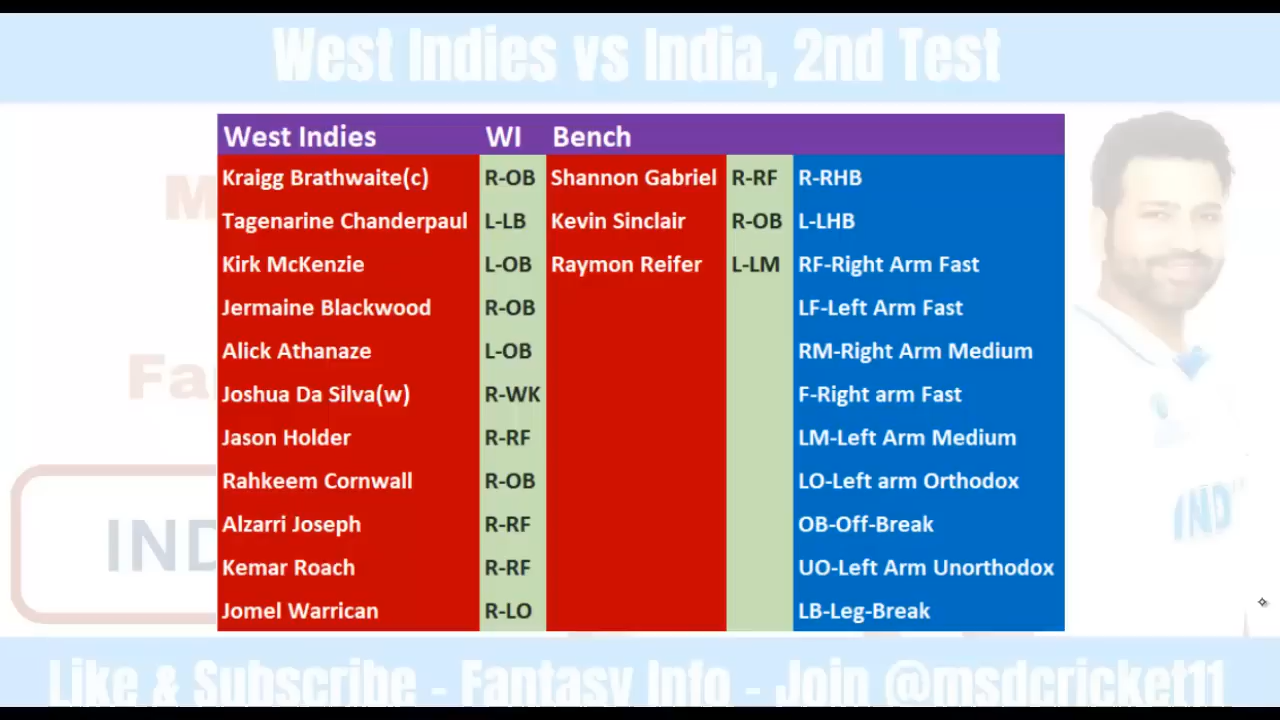 West Indies vs India, 2nd Test
West Indies WI Bench
Kraigg Brathwaite(c) R-OB Shannon Gabriel R-RF R-RHB
Tagenarine Chanderpaul L-LB Kevin Sinclair R-OB L-LHB
Kirk McKenzie L-OB Raymon Reifer L-LM RF-Right Arm Fast
Jermaine Blackwood R-OB LF-Left Arm Fast
Alick Athanaze L-OB RM-Right Arm Medium
Joshua Da Silva(w) R-WK F-Right arm Fast
Jason Holder R-RF LM-Left Arm Medium
Rahkeem Cornwall R-OB LO-Left arm Orthodox
Alzarri Joseph R-RF OB-Off-Break
Kemar Roach R-RF UO-Left Arm Unorthodox
Jomel Warrican R-LO LB-Leg-Break
Like & Subscribe - Fantasy Info - Join @msdcricket11